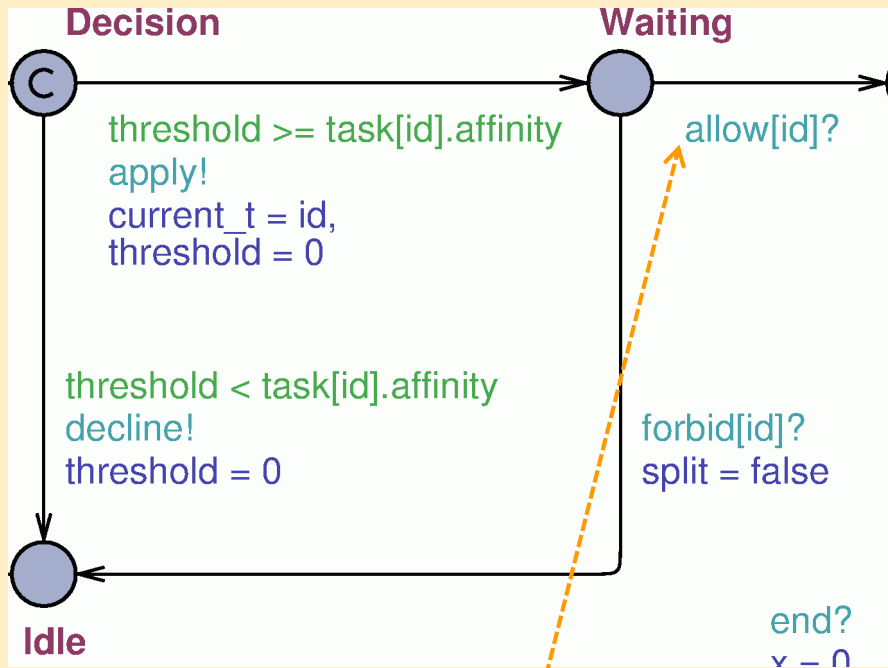 Decision
Waiting
C
threshold >= task[id].affinity
allow[id]?
apply!
current_t = id,
threshold = 0
threshold < task[id].affinity
decline!
forbid[id]?
threshold = 0
split = false
Idle
end?
x = 0